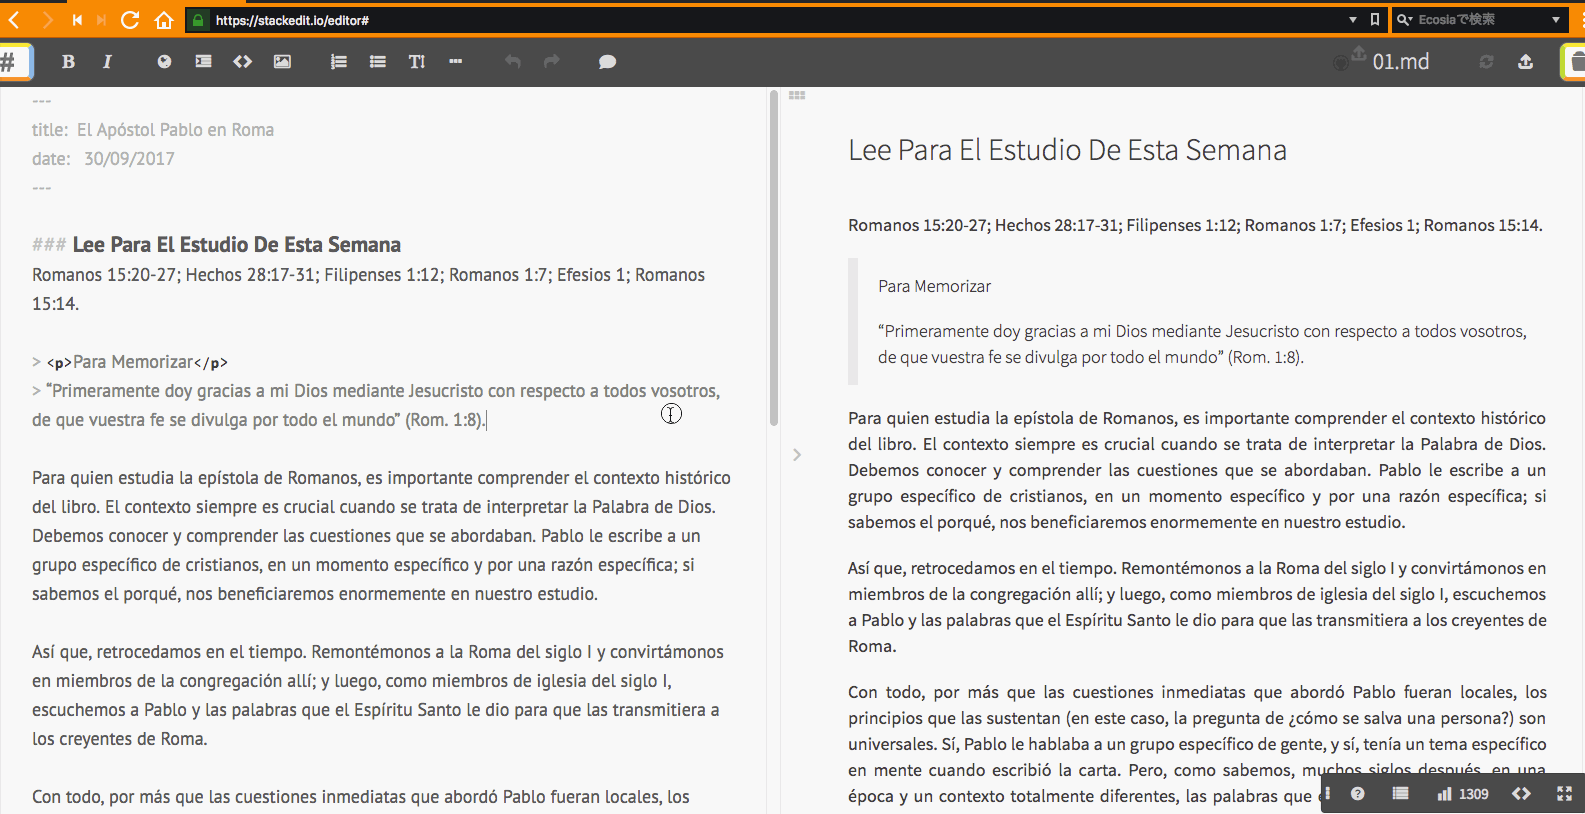 https://stackedit.io/editor#
Ecosiaで検索
#
B
I
01.md
---
title: El Apóstol Pablo en Roma
date: 30/09/2017
---
### Lee Para El Estudio De Esta Semana
Romanos 15:20-27; Hechos 28:17-31; Filipenses 1:12; Romanos 1:7; Efesios 1; Romanos
15:14.
> <p>Para Memorizar</p>
> “Primeramente doy gracias a mi Dios mediante Jesucristo con respecto a todos vosotros,
de que vuestra fe se divulga por todo el mundo” (Rom. 1:8).
Para quien estudia la epístola de Romanos, es importante comprender el contexto histórico
del libro. El contexto siempre es crucial cuando se trata de interpretar la Palabra de Dios.
Debemos conocer y comprender las cuestiones que se abordaban. Pablo le escribe a un
grupo específico de cristianos, en un momento específico y por una razón específica; si
sabemos el porqué, nos beneficiaremos enormemente en nuestro estudio.
Así que, retrocedamos en el tiempo. Remontémonos a la Roma del siglo I y convirtámonos
en miembros de la congregación allí; y luego, como miembros de iglesia del siglo I,
escuchemos a Pablo y las palabras que el Espíritu Santo le dio para que las transmitiera a
los creyentes de Roma.
Con todo, por más que las cuestiones inmediatas que abordó Pablo fueran locales, los
Lee Para El Estudio De Esta Semana
Romanos 15:20-27; Hechos 28:17-31; Filipenses 1:12; Romanos 1:7; Efesios 1; Romanos 15:14.
Para Memorizar
“Primeramente doy gracias a mi Dios mediante Jesucristo con respecto a todos vosotros,
de que vuestra fe se divulga por todo el mundo” (Rom. 1:8).
Para quien estudia la epístola de Romanos, es importante comprender el contexto histórico
del libro. El contexto siempre es crucial cuando se trata de interpretar la Palabra de Dios.
Debemos conocer y comprender las cuestiones que se abordaban. Pablo le escribe a un
grupo específico de cristianos, en un momento específico y por una razón específica; si
sabemos el porqué, nos beneficiaremos enormemente en nuestro estudio.
Así que, retrocedamos en el tiempo. Remontémonos a la Roma del siglo I y convirtámonos en
miembros de la congregación allí; y luego, como miembros de iglesia del siglo I, escuchemos
a Pablo y las palabras que el Espíritu Santo le dio para que las transmitiera a los creyentes de
Roma.
Con todo, por más que las cuestiones inmediatas que abordó Pablo fueran locales, los
principios que las sustentan (en este caso, la pregunta de ¿cómo se salva una persona?) son
universales. Sí, Pablo le hablaba a un grupo específico de gente, y sí, tenía un tema específico
en mente cuando escribió la carta. Pero, como sabemos, muchos siglos después, en una
época y un contexto totalmente diferentes, las palabras que
1309